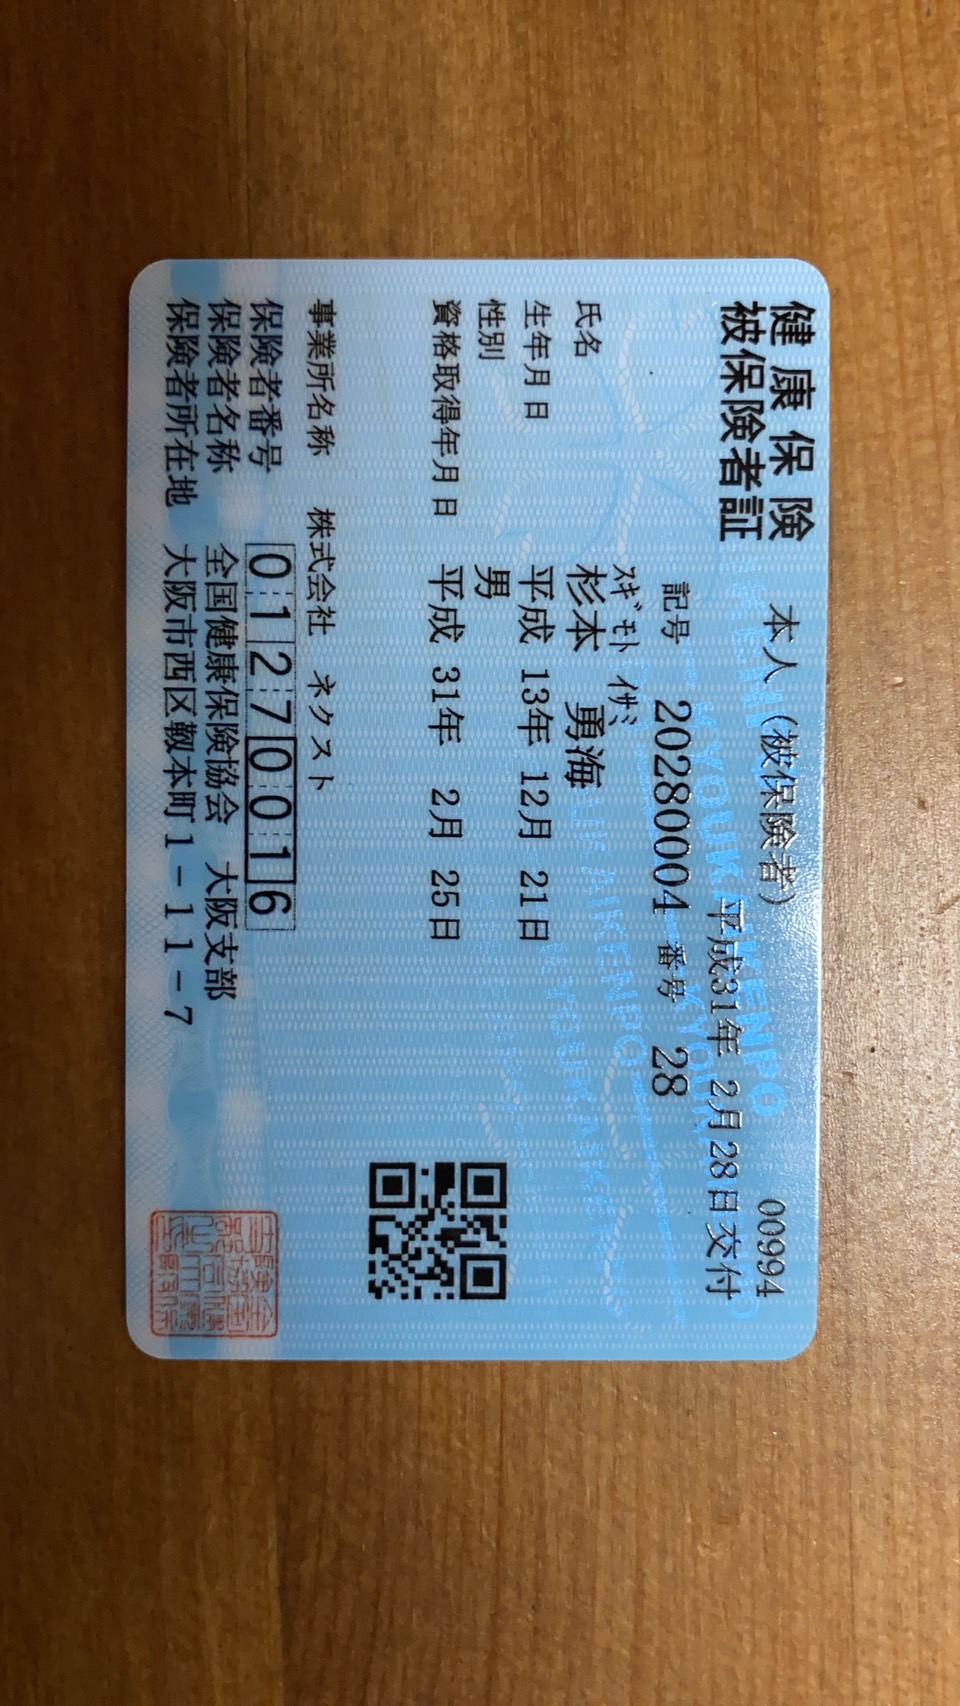 健康保険 本人（被保険者） 00994
被保険者証 平成31年 2月28日交付
記号 20280004 番号 28
ｽｷﾞﾓﾄ ｲｻﾐ
氏名 杉本 勇海
生年月日 平成 13年 12月 21日
性別 男
資格取得年月日 平成 31年 2月 25日
事業所名称 株式会社 ネクスト
保険者番号 01270016
保険者名称 全国健康保険協会 大阪支部
保険者所在地 大阪市西区靱本町1-11-7